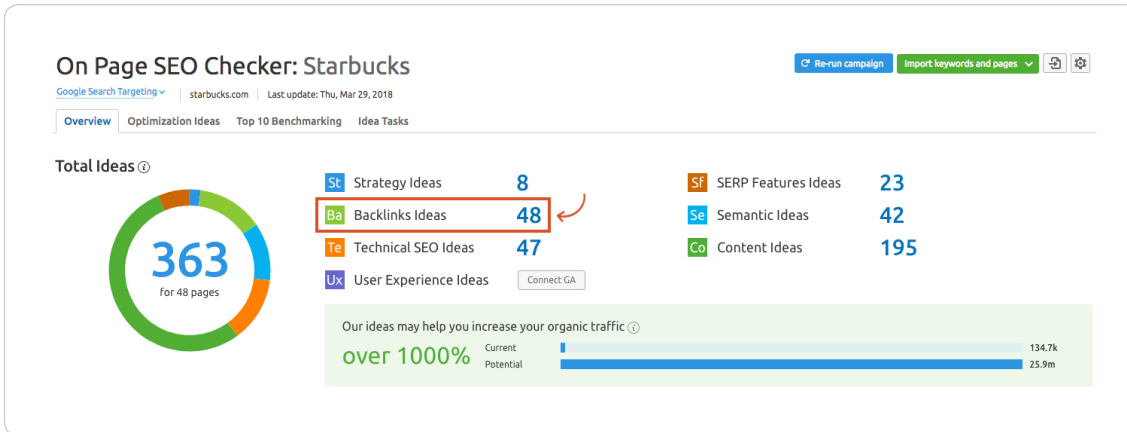 On Page SEO Checker: Starbucks
Re-run campaign
Import keywords and pages
Google Search Targeting
starbucks.com
Last update: Thu, Mar 29, 2018
Overview
Optimization Ideas
Top 10 Benchmarking
Idea Tasks
Total Ideas
363
for 48 pages
St Strategy Ideas 8
Ba Backlinks Ideas 48
Te Technical SEO Ideas 47
Ux User Experience Ideas Connect GA
Sf SERP Features Ideas 23
Se Semantic Ideas 42
Co Content Ideas 195
Our ideas may help you increase your organic traffic
over 1000%
Current 134.7k
Potential 25.9m